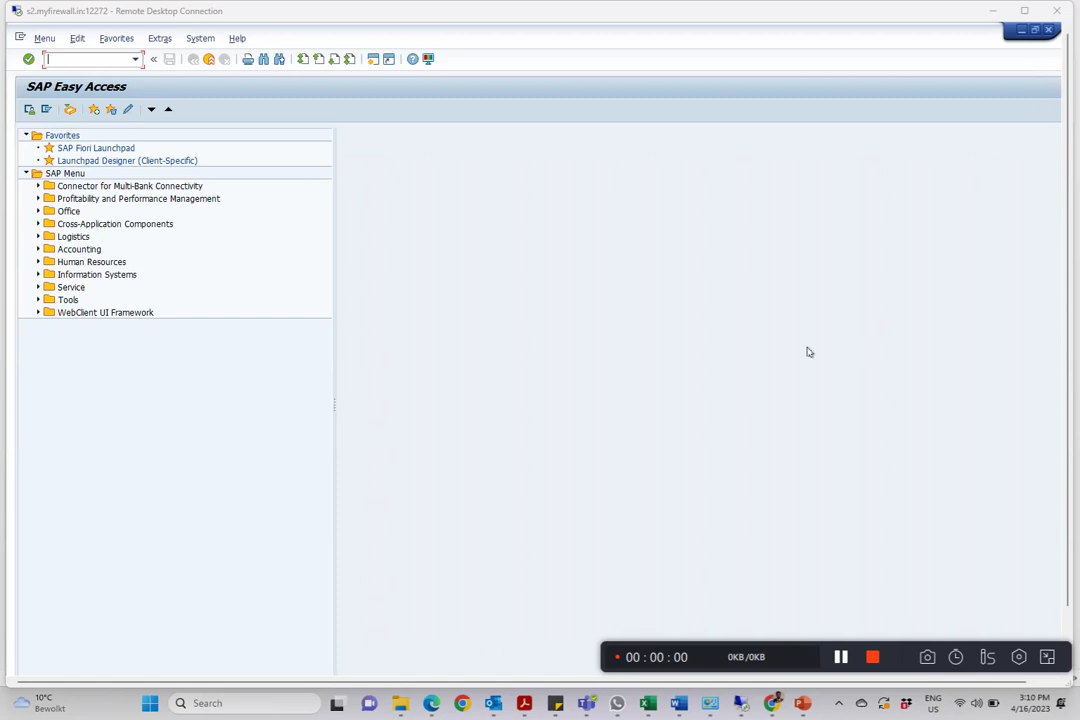 s2.myfirewall.in:12272 - Remote Desktop Connection
Menu Edit Favorites Extras System Help
SAP Easy Access
Favorites
SAP Fiori Launchpad
Launchpad Designer (Client-Specific)
SAP Menu
Connector for Multi-Bank Connectivity
Profitability and Performance Management
Office
Cross-Application Components
Logistics
Accounting
Human Resources
Information Systems
Service
Tools
WebClient UI Framework
00 : 00 : 00 0KB /0KB
10°C
Bewolkt
Search
ENG
US
3:10 PM
4/16/2023